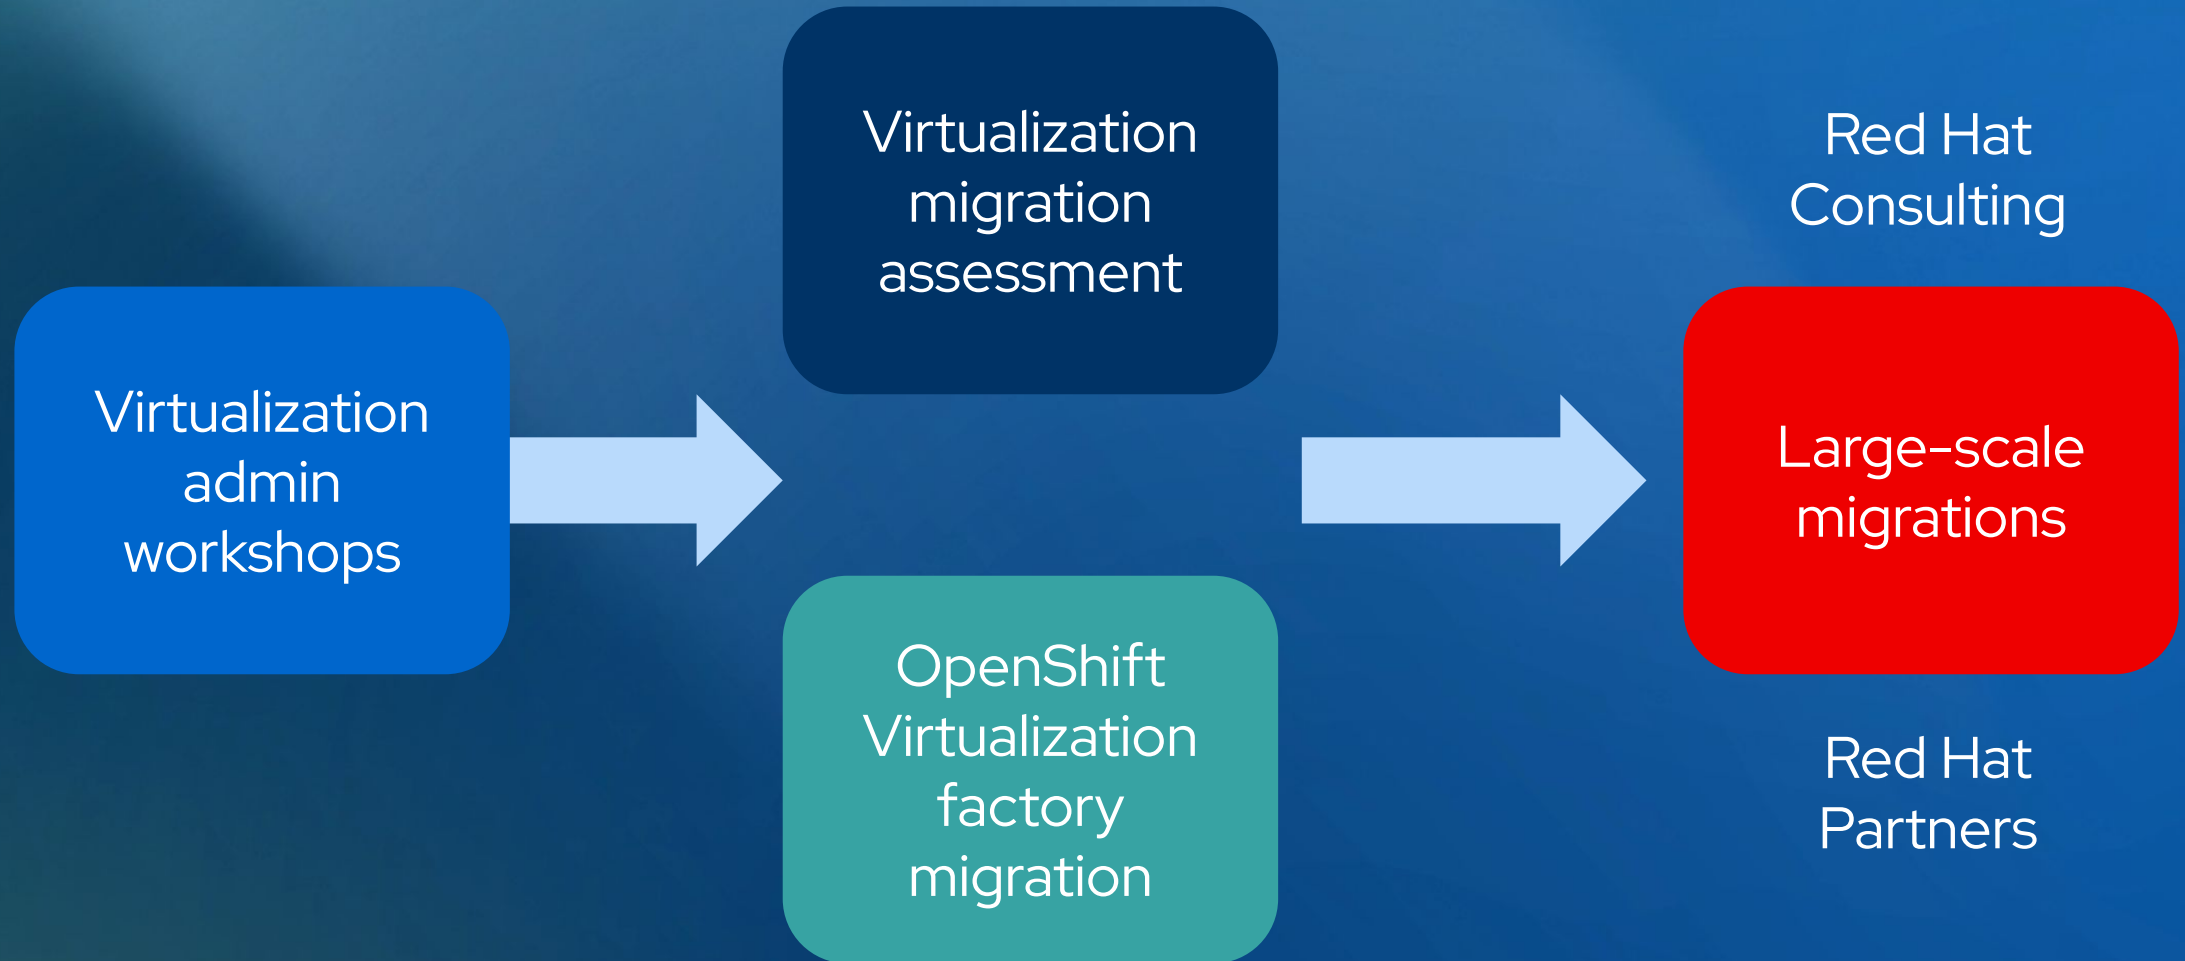 Virtualization
admin
workshops
Virtualization
migration
assessment
OpenShift
Virtualization
factory
migration
Red Hat
Consulting
Large-scale
migrations
Red Hat
Partners